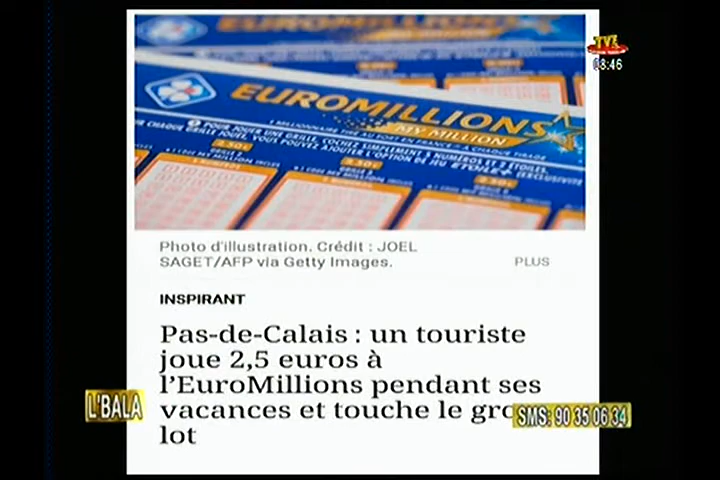 TVZ
08:46
EUROMILLIONS
MY MILLION
Photo d'illustration. Crédit : JOEL
SAGET/AFP via Getty Images.
PLUS
INSPIRANT
Pas-de-Calais : un touriste
joue 2,5 euros à
l'EuroMillions pendant ses
vacances et touche le gro
lot
L'BALA
SMS: 90 35 06 34